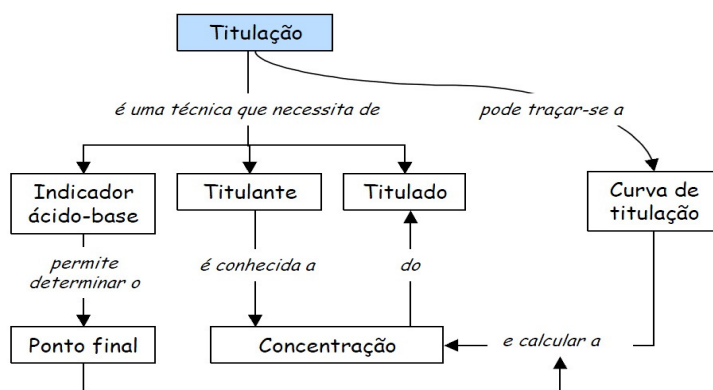 Titulação
é uma técnica que necessita de
pode traçar-se a
Indicador
ácido-base
Titulante
Titulado
Curva de
titulação
permite
determinar o
é conhecida a
do
Ponto final
Concentração
e calcular a